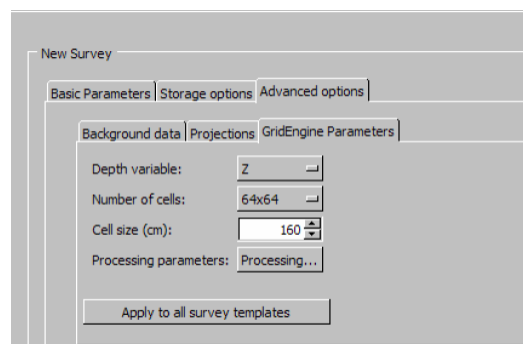 New Survey
Basic Parameters Storage options Advanced options
Background data Projections GridEngine Parameters
Depth variable: Z
Number of cells: 64x64
Cell size (cm): 160
Processing parameters: Processing...
Apply to all survey templates